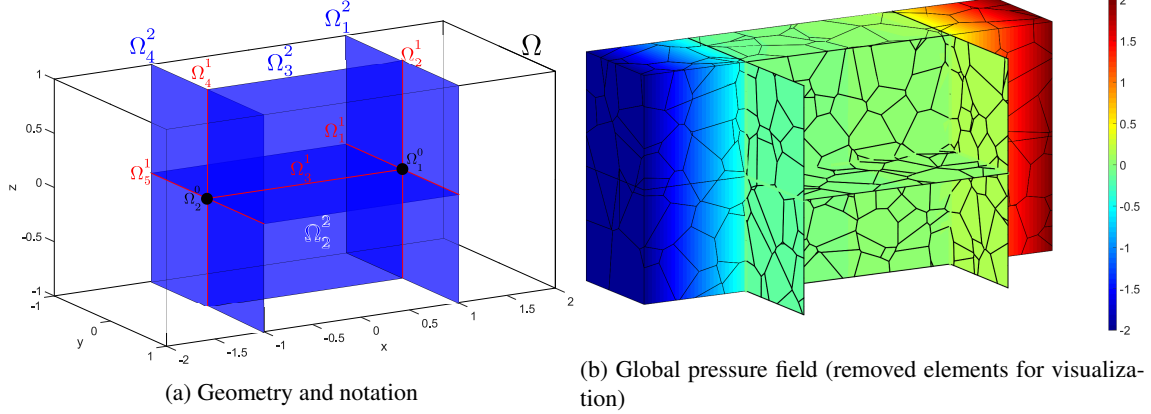 Ω₄²
Ω₃²
Ω₁²
Ω
Ω₄¹
Ω₂¹
Ω₁¹
Ω₅¹
Ω₃¹
Ω₁⁰
Ω₂⁰
Ω₂²
1
0.5
0
-0.5
-1
z
-1
0
1
y
-2
-1.5
-1
-0.5
0
0.5
1
1.5
2
x
(a) Geometry and notation
2
1.5
1
0.5
0
-0.5
-1
-1.5
-2
(b) Global pressure field (removed elements for visualiza-
tion)